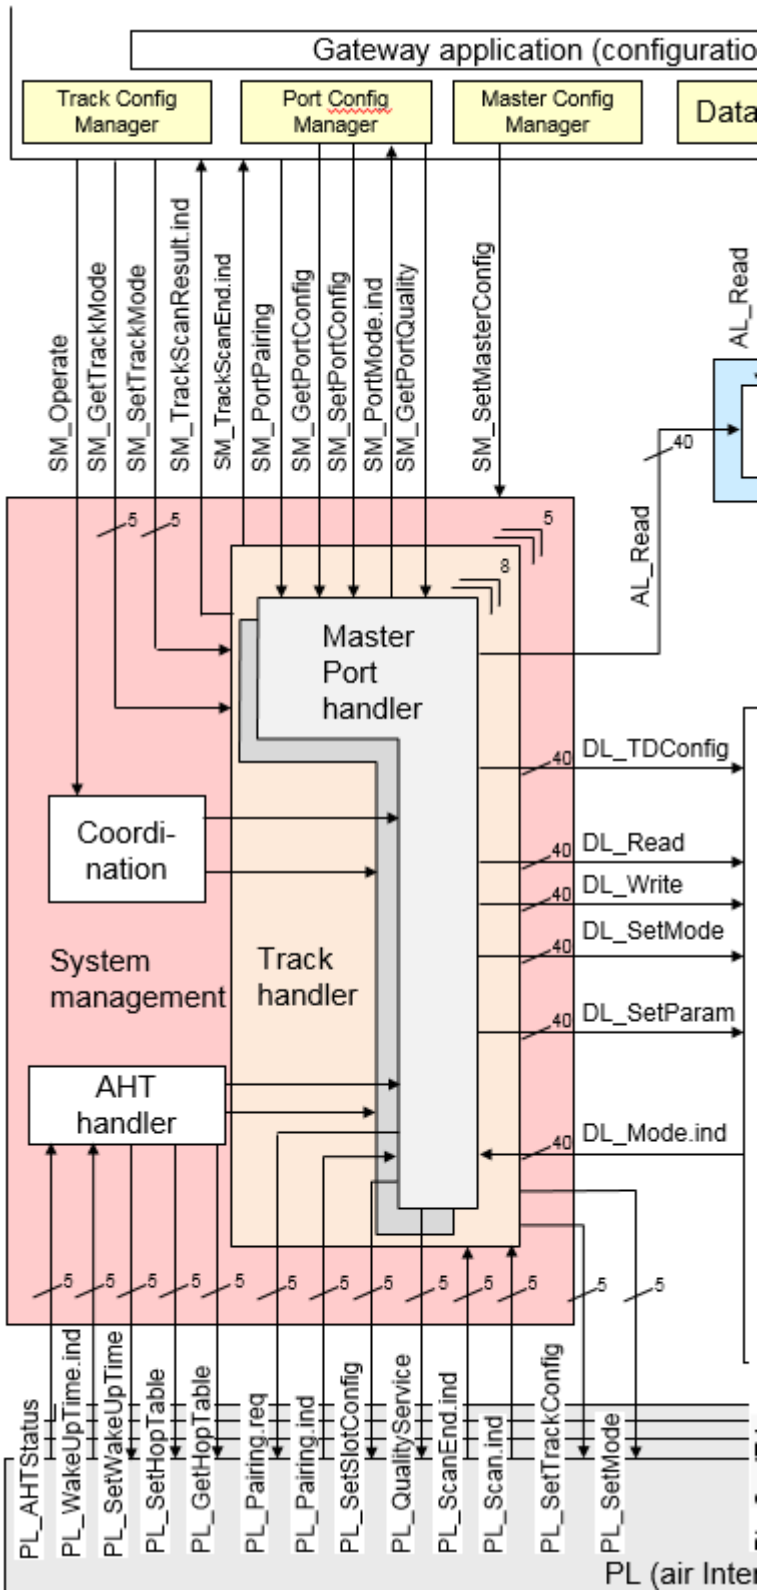 Gateway application (configuratio
Track Config
Manager
Port Config
Manager
Master Config
Manager
Data
SM_Operate
SM_GetTrackMode
SM_SetTrackMode
SM_TrackScanResult.ind
SM_TrackScanEnd.ind
SM_PortPairing
SM_GetPortConfig
SM_SetPortConfig
SM_PortMode.ind
SM_GetPortQuality
SM_SetMasterConfig
AL_Read
40
AL_Read
5
5
5
8
Master
Port
handler
40
DL_TDConfig
Coordi-
nation
40
DL_Read
40
DL_Write
40
DL_SetMode
System
management
Track
handler
40
DL_SetParam
AHT
handler
40
DL_Mode.ind
5
5
5
5
5
5
5
5
5
5
5
5
5
PL_AHTStatus
PL_WakeUpTime.ind
PL_SetWakeUpTime
PL_SetHopTable
PL_GetHopTable
PL_Pairing.req
PL_Pairing.ind
PL_SetSlotConfig
PL_QualityService
PL_ScanEnd.ind
PL_Scan.ind
PL_SetTrackConfig
PL_SetMode
PL (air Inter